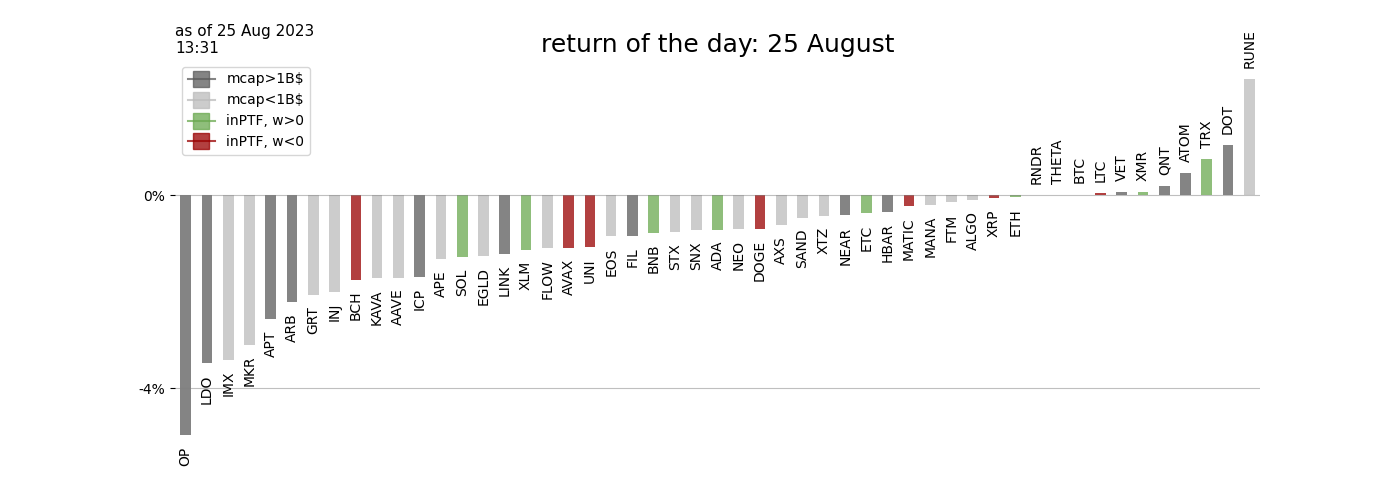 as of 25 Aug 2023
13:31
return of the day: 25 August
mcap>1B$
mcap<1B$
inPTF, w>0
inPTF, w<0
0%
-4%
OP
LDO
IMX
MKR
APT
ARB
GRT
INJ
BCH
KAVA
AAVE
ICP
APE
SOL
EGLD
LINK
XLM
FLOW
AVAX
UNI
EOS
FIL
BNB
STX
SNX
ADA
NEO
DOGE
AXS
SAND
XTZ
NEAR
ETC
HBAR
MATIC
MANA
FTM
ALGO
XRP
ETH
RNDR
THETA
BTC
LTC
VET
XMR
QNT
ATOM
TRX
DOT
RUNE